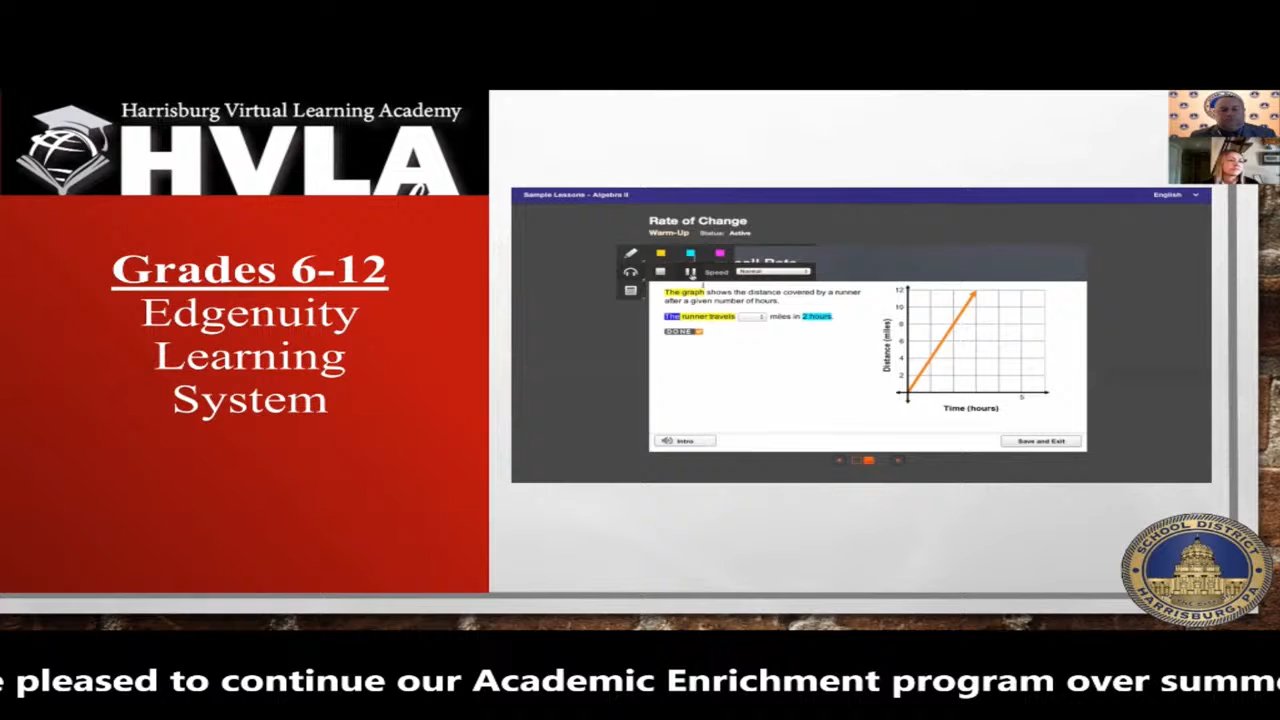 Harrisburg Virtual Learning Academy
HVLA
Grades 6-12
Edgenuity
Learning
System
Sample Lessons - Algebra II
English
Rate of Change
Warm-Up Status: Active
Speed: Normal
The graph shows the distance covered by a runner
after a given number of hours.
The runner travels miles in 2 hours.
DONE
12
10
8
6
4
2
5
Distance (miles)
Time (hours)
Intro
Save and Exit
SCHOOL DISTRICT
HARRISBURG, PA
e pleased to continue our Academic Enrichment program over summe